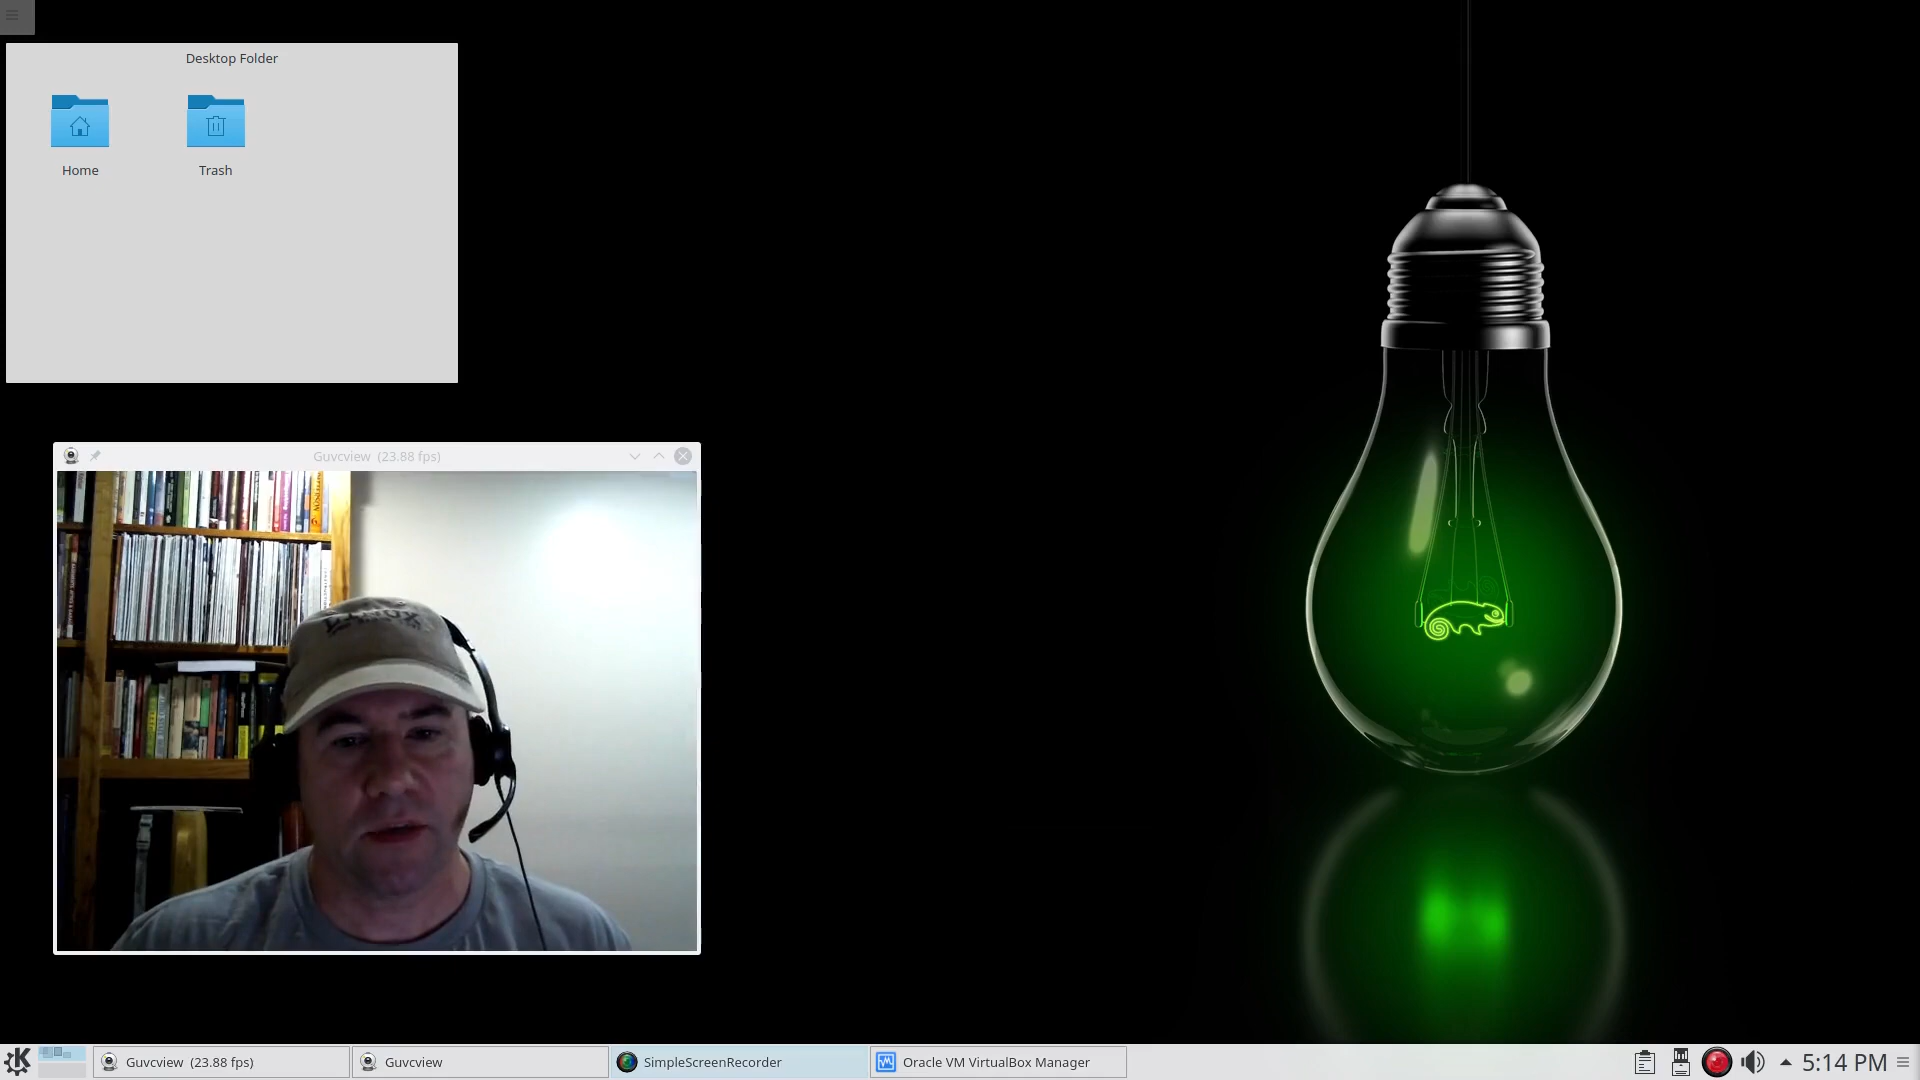 Desktop Folder
Home
Trash
Guvcview (23.88 fps)
Guvcview (23.88 fps)
Guvcview
SimpleScreenRecorder
Oracle VM VirtualBox Manager
5:14 PM